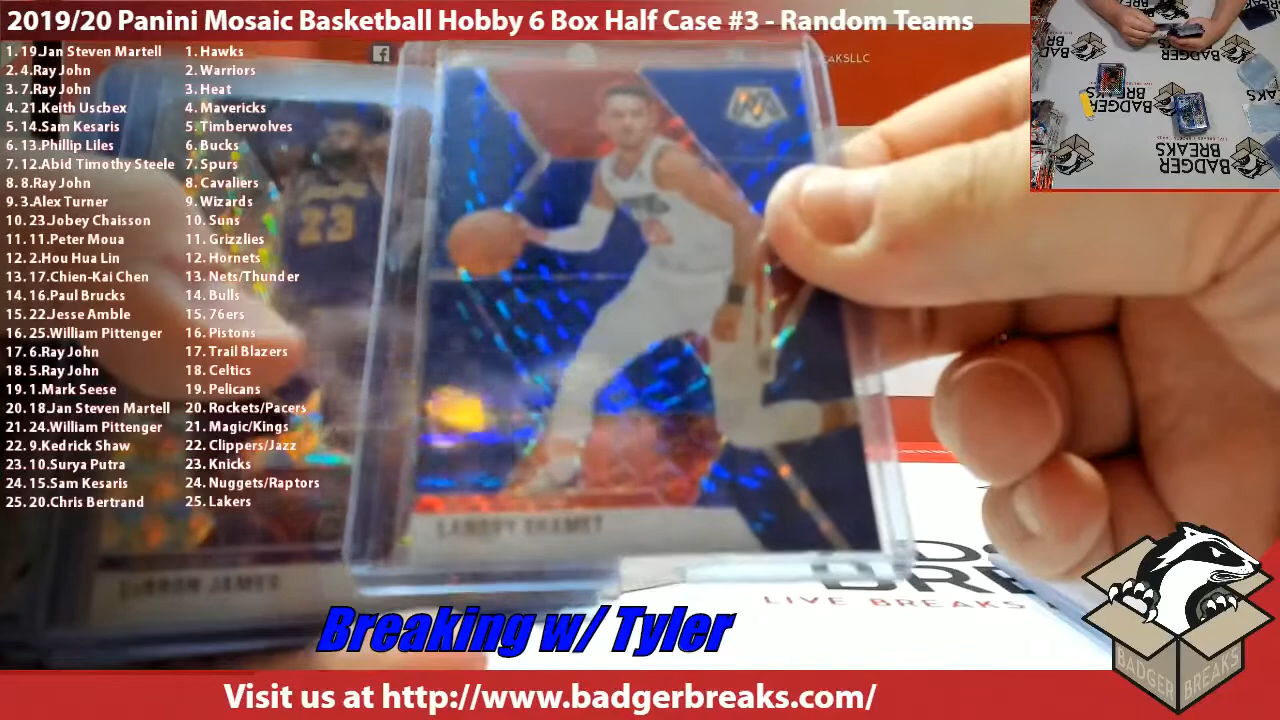 2019/20 Panini Mosaic Basketball Hobby 6 Box Half Case #3 - Random Teams
1. 19.Jan Steven Martell 1. Hawks
2. 4.Ray John 2. Warriors
3. 7.Ray John 3. Heat
4. 21.Keith Uscbex 4. Mavericks
5. 14.Sam Kesaris 5. Timberwolves
6. 13.Phillip Liles 6. Bucks
7. 12.Abid Timothy Steele 7. Spurs
8. 8.Ray John 8. Cavaliers
9. 3.Alex Turner 9. Wizards
10. 23.Jobey Chaisson 10. Suns
11. 11.Peter Moua 11. Grizzlies
12. 2.Hou Hua Lin 12. Hornets
13. 17.Chien-Kai Chen 13. Nets/Thunder
14. 16.Paul Brucks 14. Bulls
15. 22.Jesse Amble 15. 76ers
16. 25.William Pittenger 16. Pistons
17. 6.Ray John 17. Trail Blazers
18. 5.Ray John 18. Celtics
19. 1.Mark Seese 19. Pelicans
20. 18.Jan Steven Martell 20. Rockets/Pacers
21. 24.William Pittenger 21. Magic/Kings
22. 9.Kedrick Shaw 22. Clippers/Jazz
23. 10.Surya Putra 23. Knicks
24. 15.Sam Kesaris 24. Nuggets/Raptors
25. 20.Chris Bertrand 25. Lakers
23
LANDRY SHAMET
LEBRON JAMES
LIVE BREAKS
BADGER
BREAKS
Breaking w/ Tyler
BADGER BREAKS
Visit us at http://www.badgerbreaks.com/